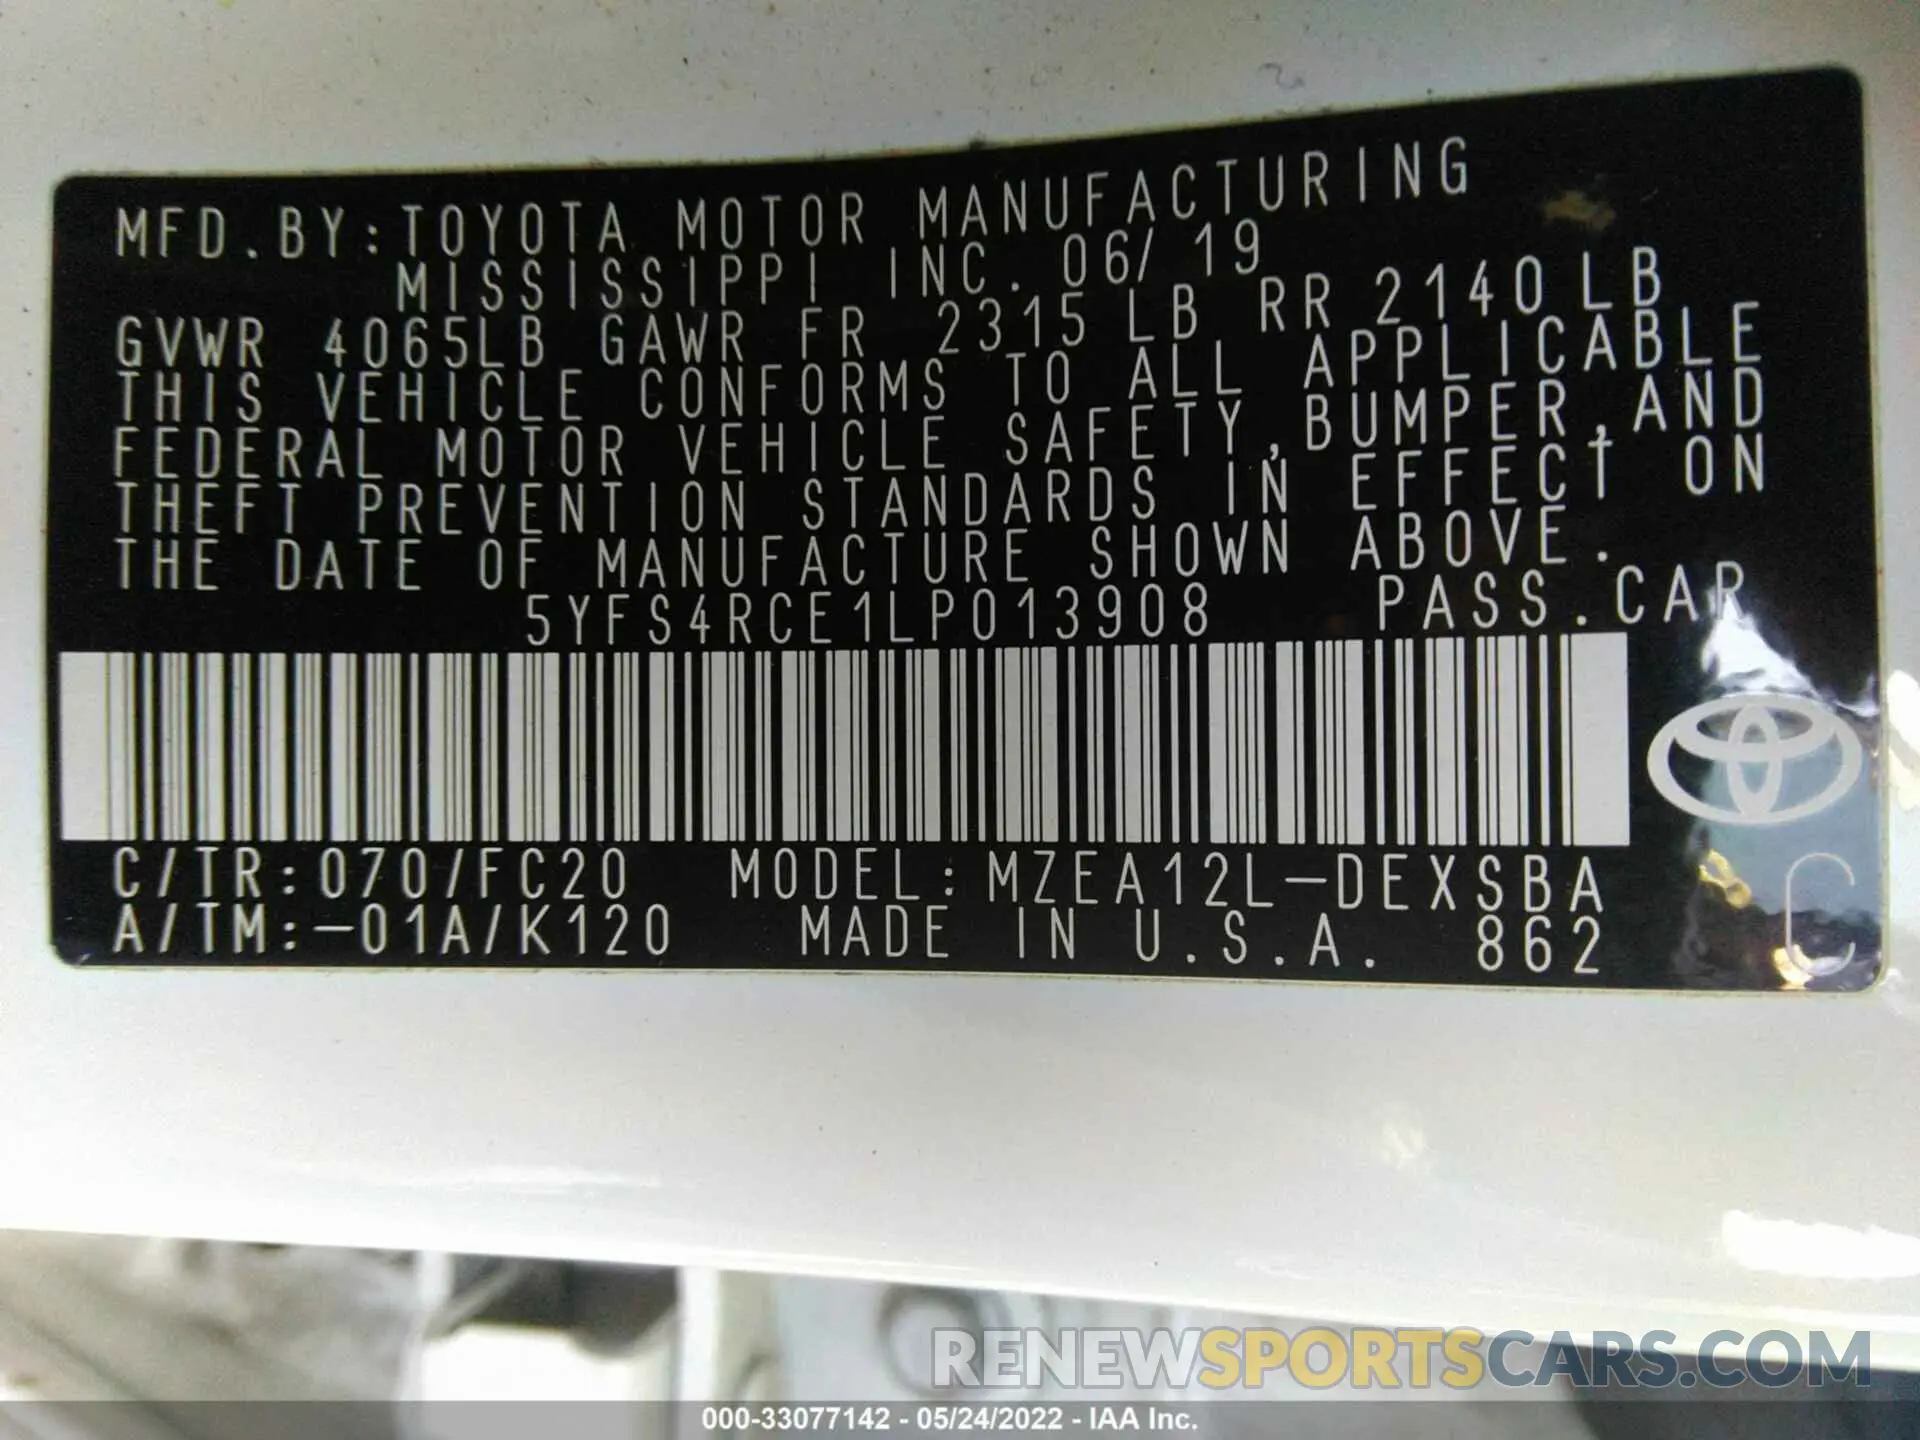 MFD.BY:TOYOTA MOTOR MANUFACTURING
MISSISSIPPI INC. 06/19
GVWR 4065LB GAWR FR 2315 LB RR 2140LB
THIS VEHICLE CONFORMS TO ALL APPLICABLE
FEDERAL MOTOR VEHICLE SAFETY,BUMPER,AND
THEFT PREVENTION STANDARDS IN EFFECT ON
THE DATE OF MANUFACTURE SHOWN ABOVE.
5YFS4RCE1LP013908 PASS.CAR
C/TR:070/FC20 MODEL:MZEA12L-DEXSBA
A/TM:-01A/K120 MADE IN U.S.A. 862
C
RENEWSPORTSCARS.COM
000-33077142 - 05/24/2022 - IAA Inc.